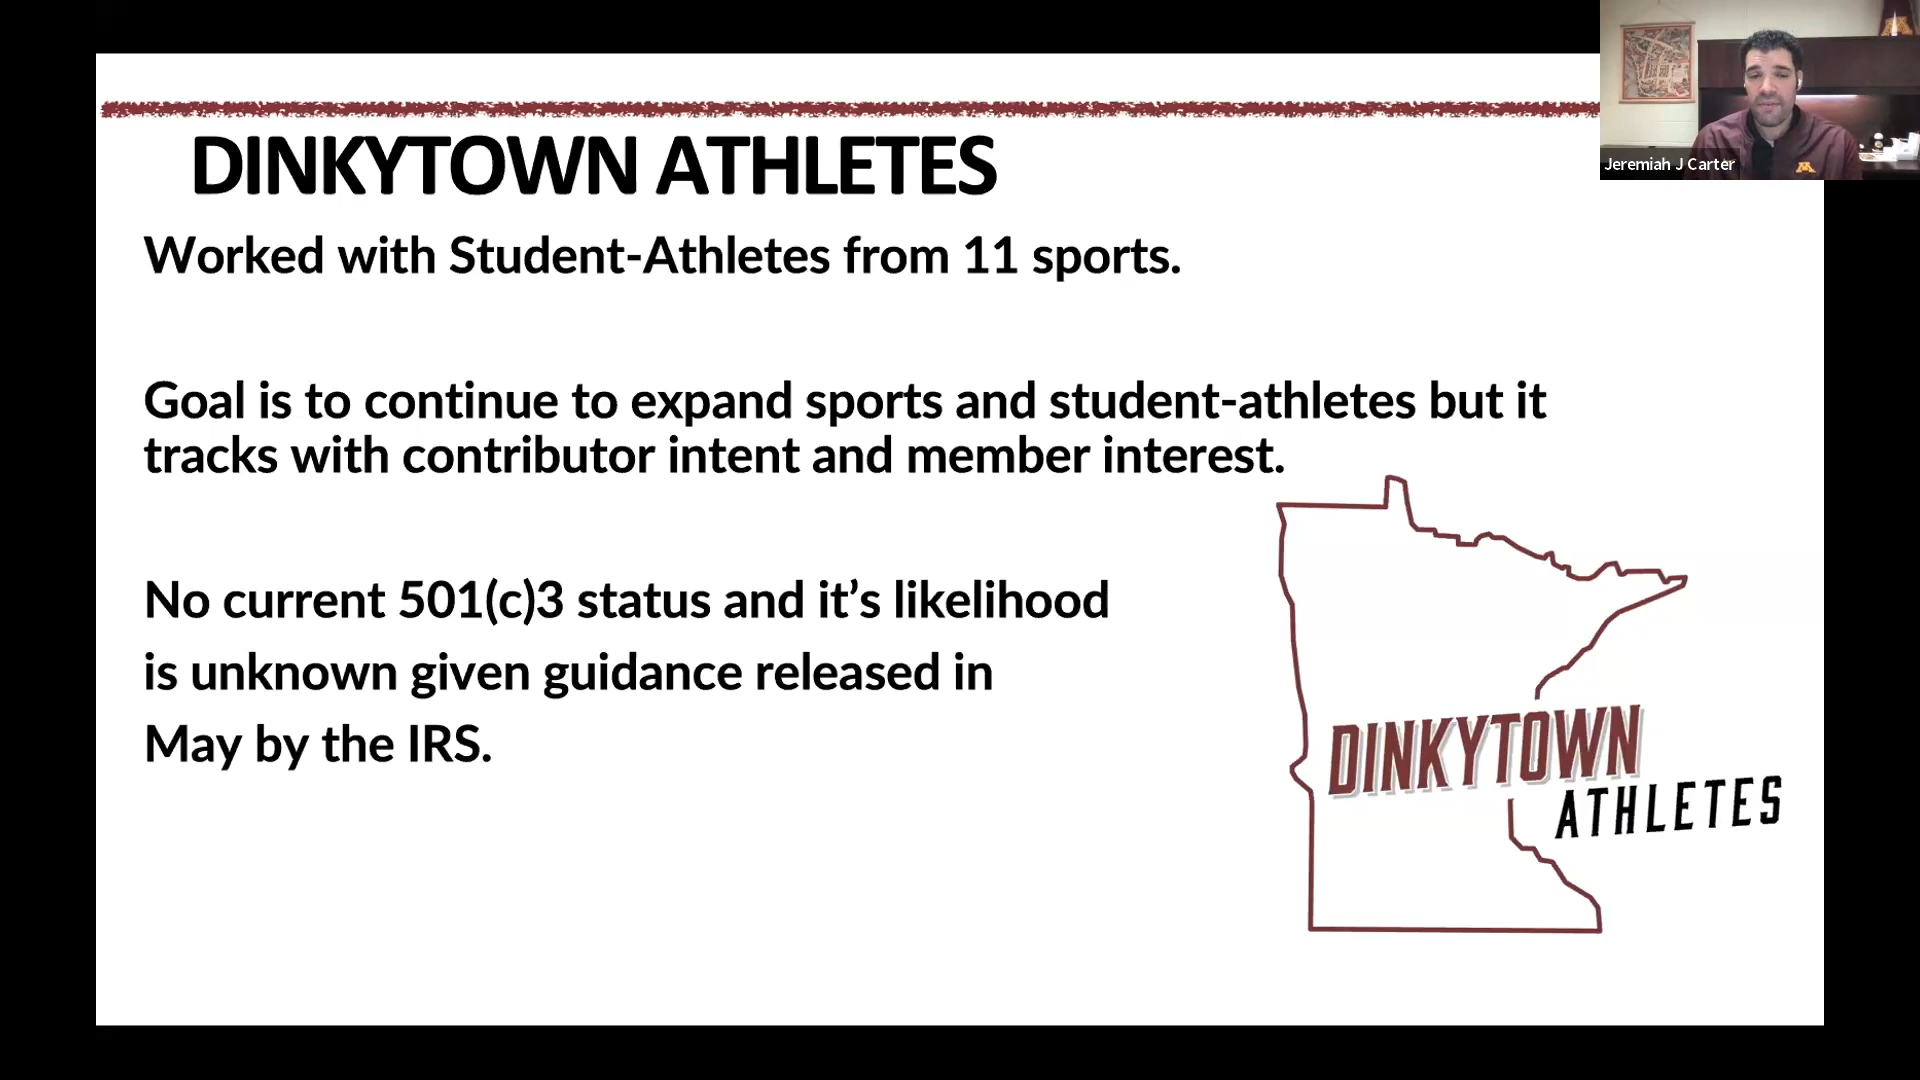 DINKYTOWN ATHLETES
Worked with Student-Athletes from 11 sports.
Goal is to continue to expand sports and student-athletes but it
tracks with contributor intent and member interest.
No current 501(c)3 status and it’s likelihood
is unknown given guidance released in
May by the IRS.
DINKYTOWN
ATHLETES
Jeremiah J Carter